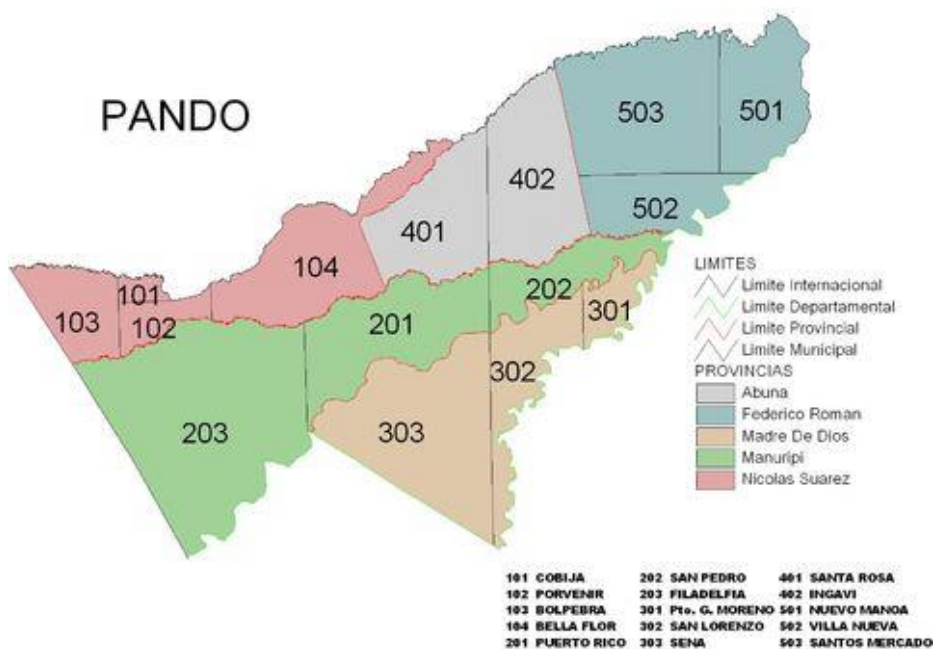 PANDO
503
501
402
502
401
104
101
103
102
202
301
201
302
203
303
LIMITES
Limite Internacional
Limite Departamental
Limite Provincial
Limite Municipal
PROVINCIAS
Abuna
Federico Roman
Madre De Dios
Manuripi
Nicolas Suarez
101 COBIJA 202 SAN PEDRO 401 SANTA ROSA
102 PORVENIR 203 FILADELFIA 402 INGAVI
103 BOLPEBRA 301 Pto. G. MORENO 501 NUEVO MANOA
104 BELLA FLOR 302 SAN LORENZO 502 VILLA NUEVA
201 PUERTO RICO 303 SENA 503 SANTOS MERCADO